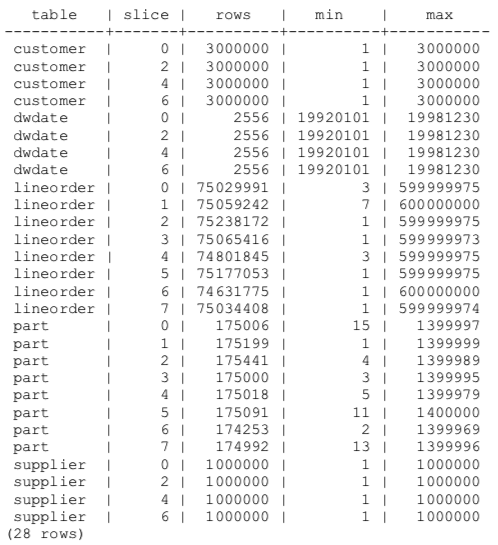 table | slice | rows | min | max
-----------+-------+----------+----------+-----------
customer | 0 | 3000000 | 1 | 3000000
customer | 2 | 3000000 | 1 | 3000000
customer | 4 | 3000000 | 1 | 3000000
customer | 6 | 3000000 | 1 | 3000000
dwdate | 0 | 2556 | 19920101 | 19981230
dwdate | 2 | 2556 | 19920101 | 19981230
dwdate | 4 | 2556 | 19920101 | 19981230
dwdate | 6 | 2556 | 19920101 | 19981230
lineorder | 0 | 75029991 | 3 | 599999975
lineorder | 1 | 75059242 | 7 | 600000000
lineorder | 2 | 75238172 | 1 | 599999975
lineorder | 3 | 75065416 | 1 | 599999973
lineorder | 4 | 74801845 | 3 | 599999975
lineorder | 5 | 75177053 | 1 | 599999975
lineorder | 6 | 74631775 | 1 | 600000000
lineorder | 7 | 75034408 | 1 | 599999974
part | 0 | 175006 | 15 | 1399997
part | 1 | 175199 | 1 | 1399999
part | 2 | 175441 | 4 | 1399989
part | 3 | 175000 | 3 | 1399995
part | 4 | 175018 | 5 | 1399979
part | 5 | 175091 | 11 | 1400000
part | 6 | 174253 | 2 | 1399969
part | 7 | 174992 | 13 | 1399996
supplier | 0 | 1000000 | 1 | 1000000
supplier | 2 | 1000000 | 1 | 1000000
supplier | 4 | 1000000 | 1 | 1000000
supplier | 6 | 1000000 | 1 | 1000000
(28 rows)